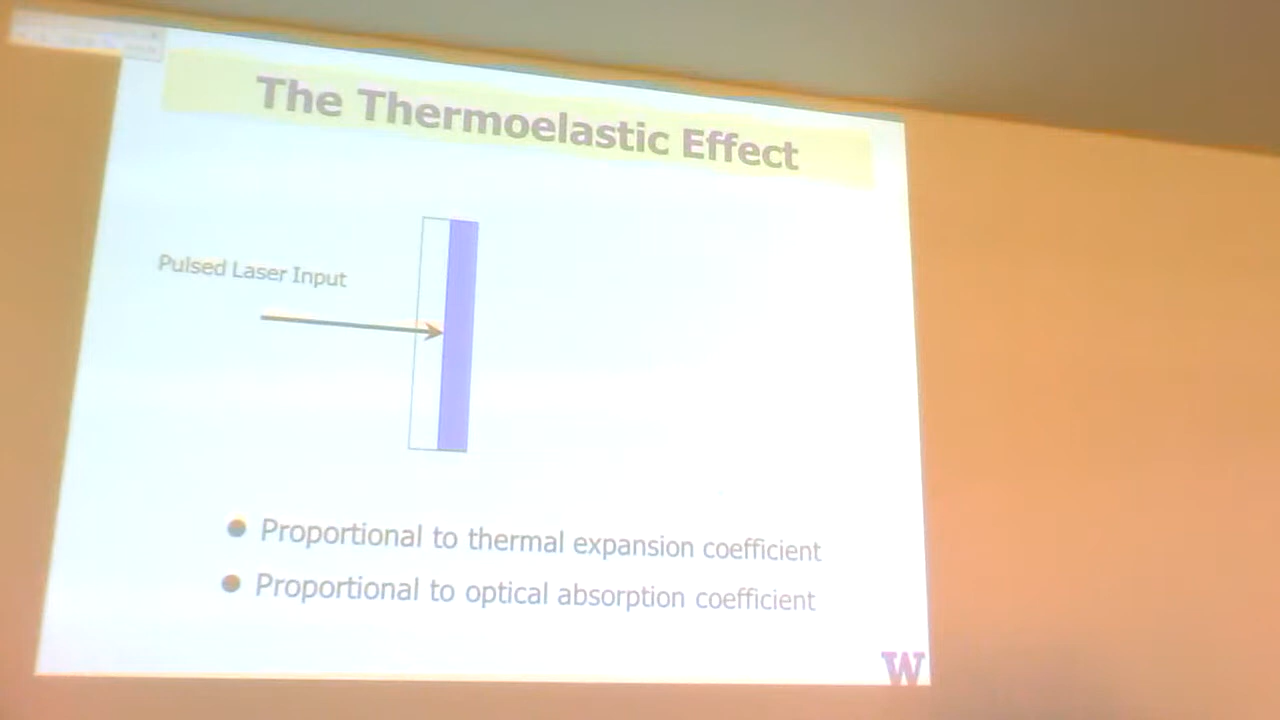 The Thermoelastic Effect
Pulsed Laser Input
Proportional to thermal expansion coefficient
Proportional to optical absorption coefficient
W